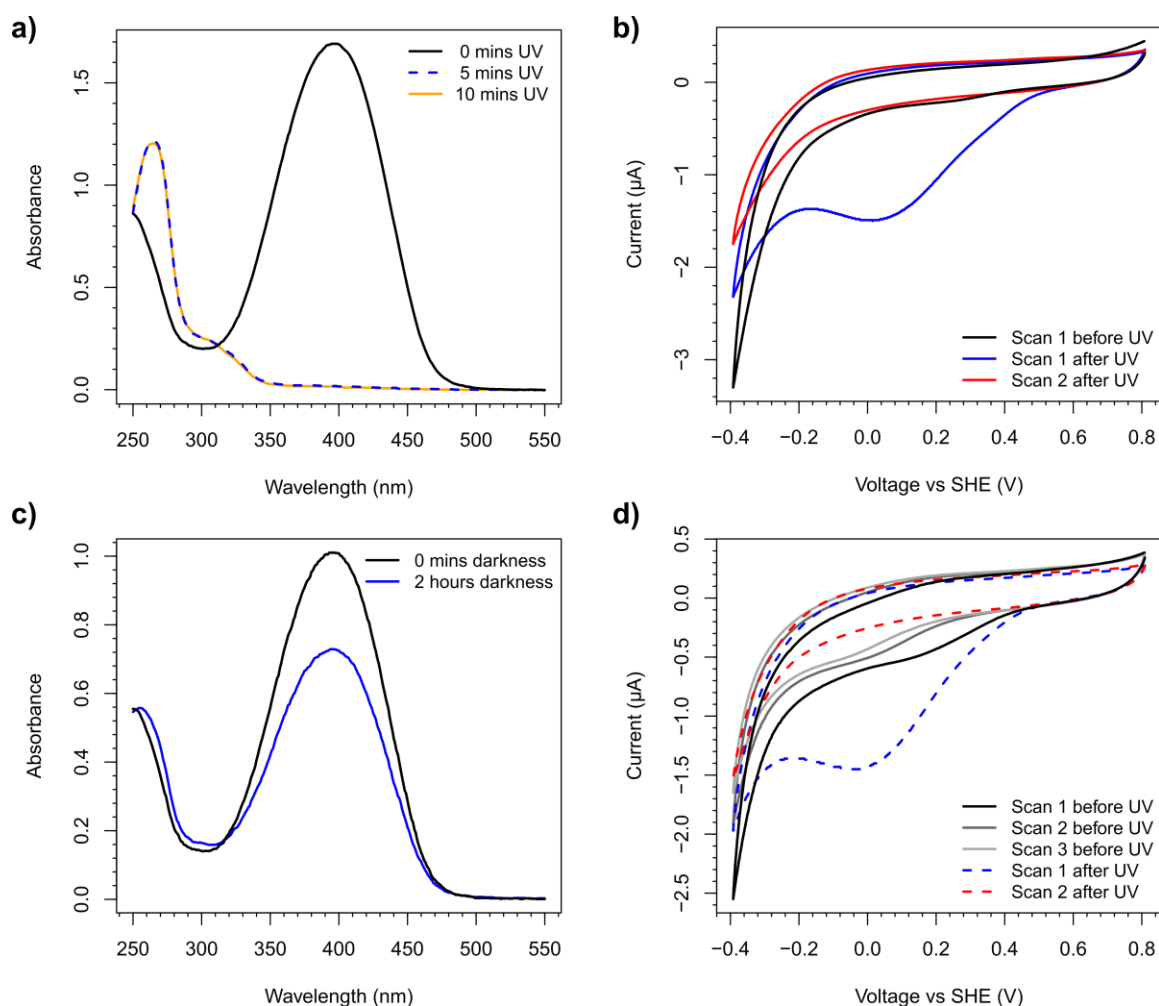 a)
Absorbance
0.0
0.5
1.0
1.5
250 300 350 400 450 500 550
Wavelength (nm)
0 mins UV
5 mins UV
10 mins UV
b)
Current (µA)
0
−1
−2
−3
−0.4 −0.2 0.0 0.2 0.4 0.6 0.8
Voltage vs SHE (V)
Scan 1 before UV
Scan 1 after UV
Scan 2 after UV
c)
Absorbance
0.0
0.2
0.4
0.6
0.8
1.0
250 300 350 400 450 500 550
Wavelength (nm)
0 mins darkness
2 hours darkness
d)
Current (µA)
0.5
0.0
−0.5
−1.0
−1.5
−2.0
−2.5
−0.4 −0.2 0.0 0.2 0.4 0.6 0.8
Voltage vs SHE (V)
Scan 1 before UV
Scan 2 before UV
Scan 3 before UV
Scan 1 after UV
Scan 2 after UV